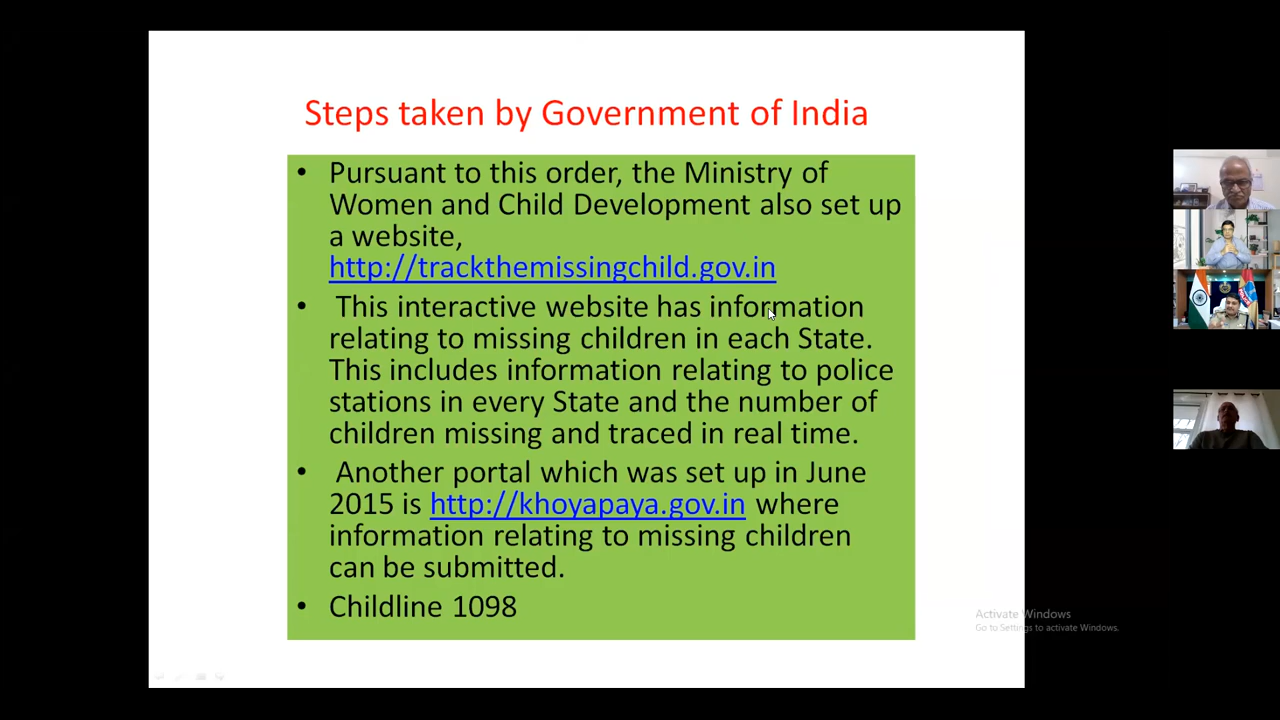 Steps taken by Government of India
• Pursuant to this order, the Ministry of
Women and Child Development also set up
a website,
http://trackthemissingchild.gov.in
• This interactive website has information
relating to missing children in each State.
This includes information relating to police
stations in every State and the number of
children missing and traced in real time.
• Another portal which was set up in June
2015 is http://khoyapaya.gov.in where
information relating to missing children
can be submitted.
• Childline 1098
Activate Windows
Go to Settings to activate Windows.